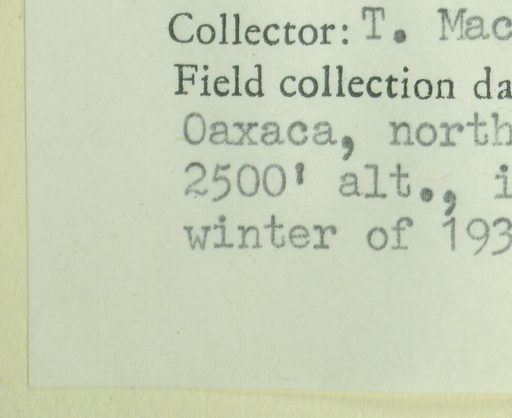 Collector: T. Mac
Field collection da
Oaxaca, north
2500' alt., i
winter of 193